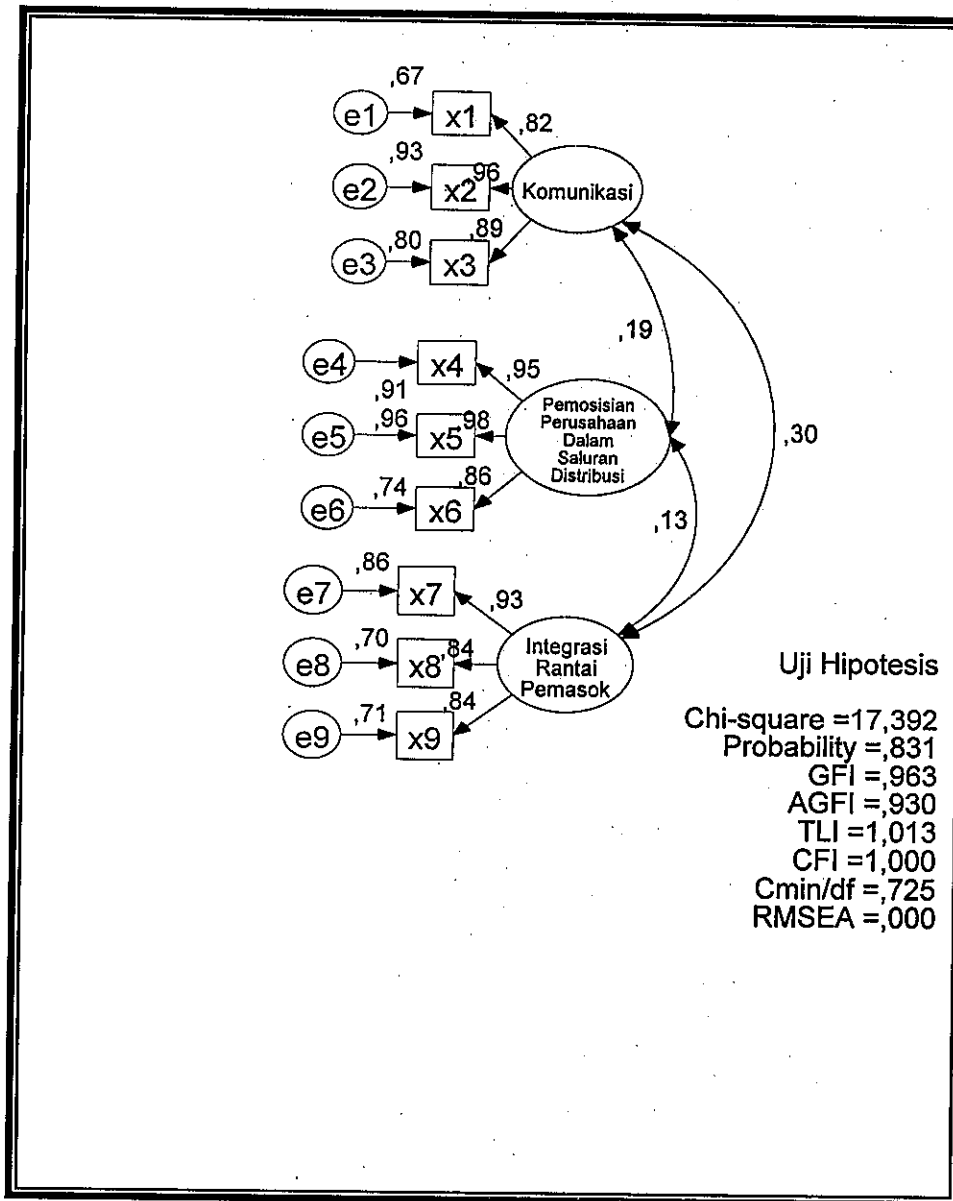 ,67
e1 x1 ,82
,93
e2 x2 ,96 Komunikasi
,80 ,89
e3 x3
,19
e4 x4 ,95
,91
Pemosisian
Perusahaan
Dalam
Saluran
Distribusi
,96 ,98
e5 x5
,30
,74 ,86
e6 x6
,13
,86
e7 x7 ,93
,70 ,84
e8 x8
Integrasi
Rantai
Pemasok
,71 ,84
e9 x9
Uji Hipotesis
Chi-square =17,392
Probability =,831
GFI =,963
AGFI =,930
TLI =1,013
CFI =1,000
Cmin/df =,725
RMSEA =,000